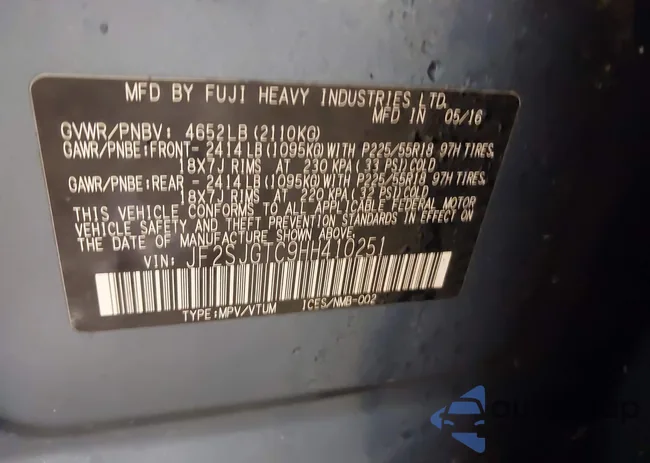 MFD BY FUJI HEAVY INDUSTRIES LTD.
MFD IN 05/16
GVWR/PNBV: 4652LB (2110KG)
GAWR/PNBE:FRONT- 2414LB (1095KG) WITH P225/55R18 97H TIRES,
18X7J RIMS, AT 230 KPA (33 PSI)COLD
GAWR/PNBE:REAR - 2414LB (1095KG) WITH P225/55R18 97H TIRES,
18X7J RIMS, AT 220 KPA (32 PSI)COLD
THIS VEHICLE CONFORMS TO ALL APPLICABLE FEDERAL MOTOR
VEHICLE SAFETY AND THEFT PREVENTION STANDARDS IN EFFECT ON
THE DATE OF MANUFACTURE SHOWN ABOVE.
VIN: JF2SJGTC9HH410251
TYPE:MPV/VTUM ICES/NMB-002